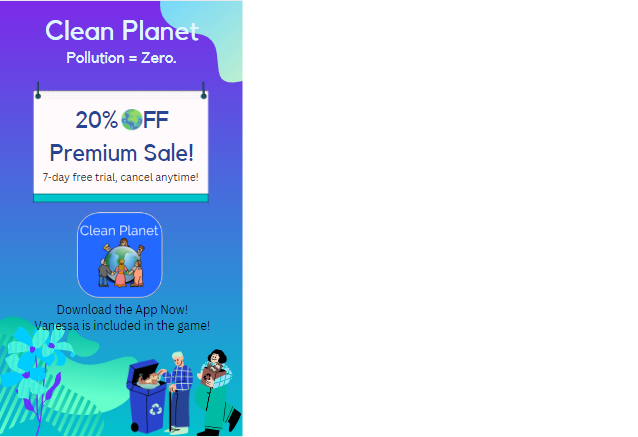 Clean Planet
Pollution = Zero.
20% 🌍FF
Premium Sale!
7-day free trial, cancel anytime!
Clean Planet
Download the App Now!
Vanessa is included in the game!